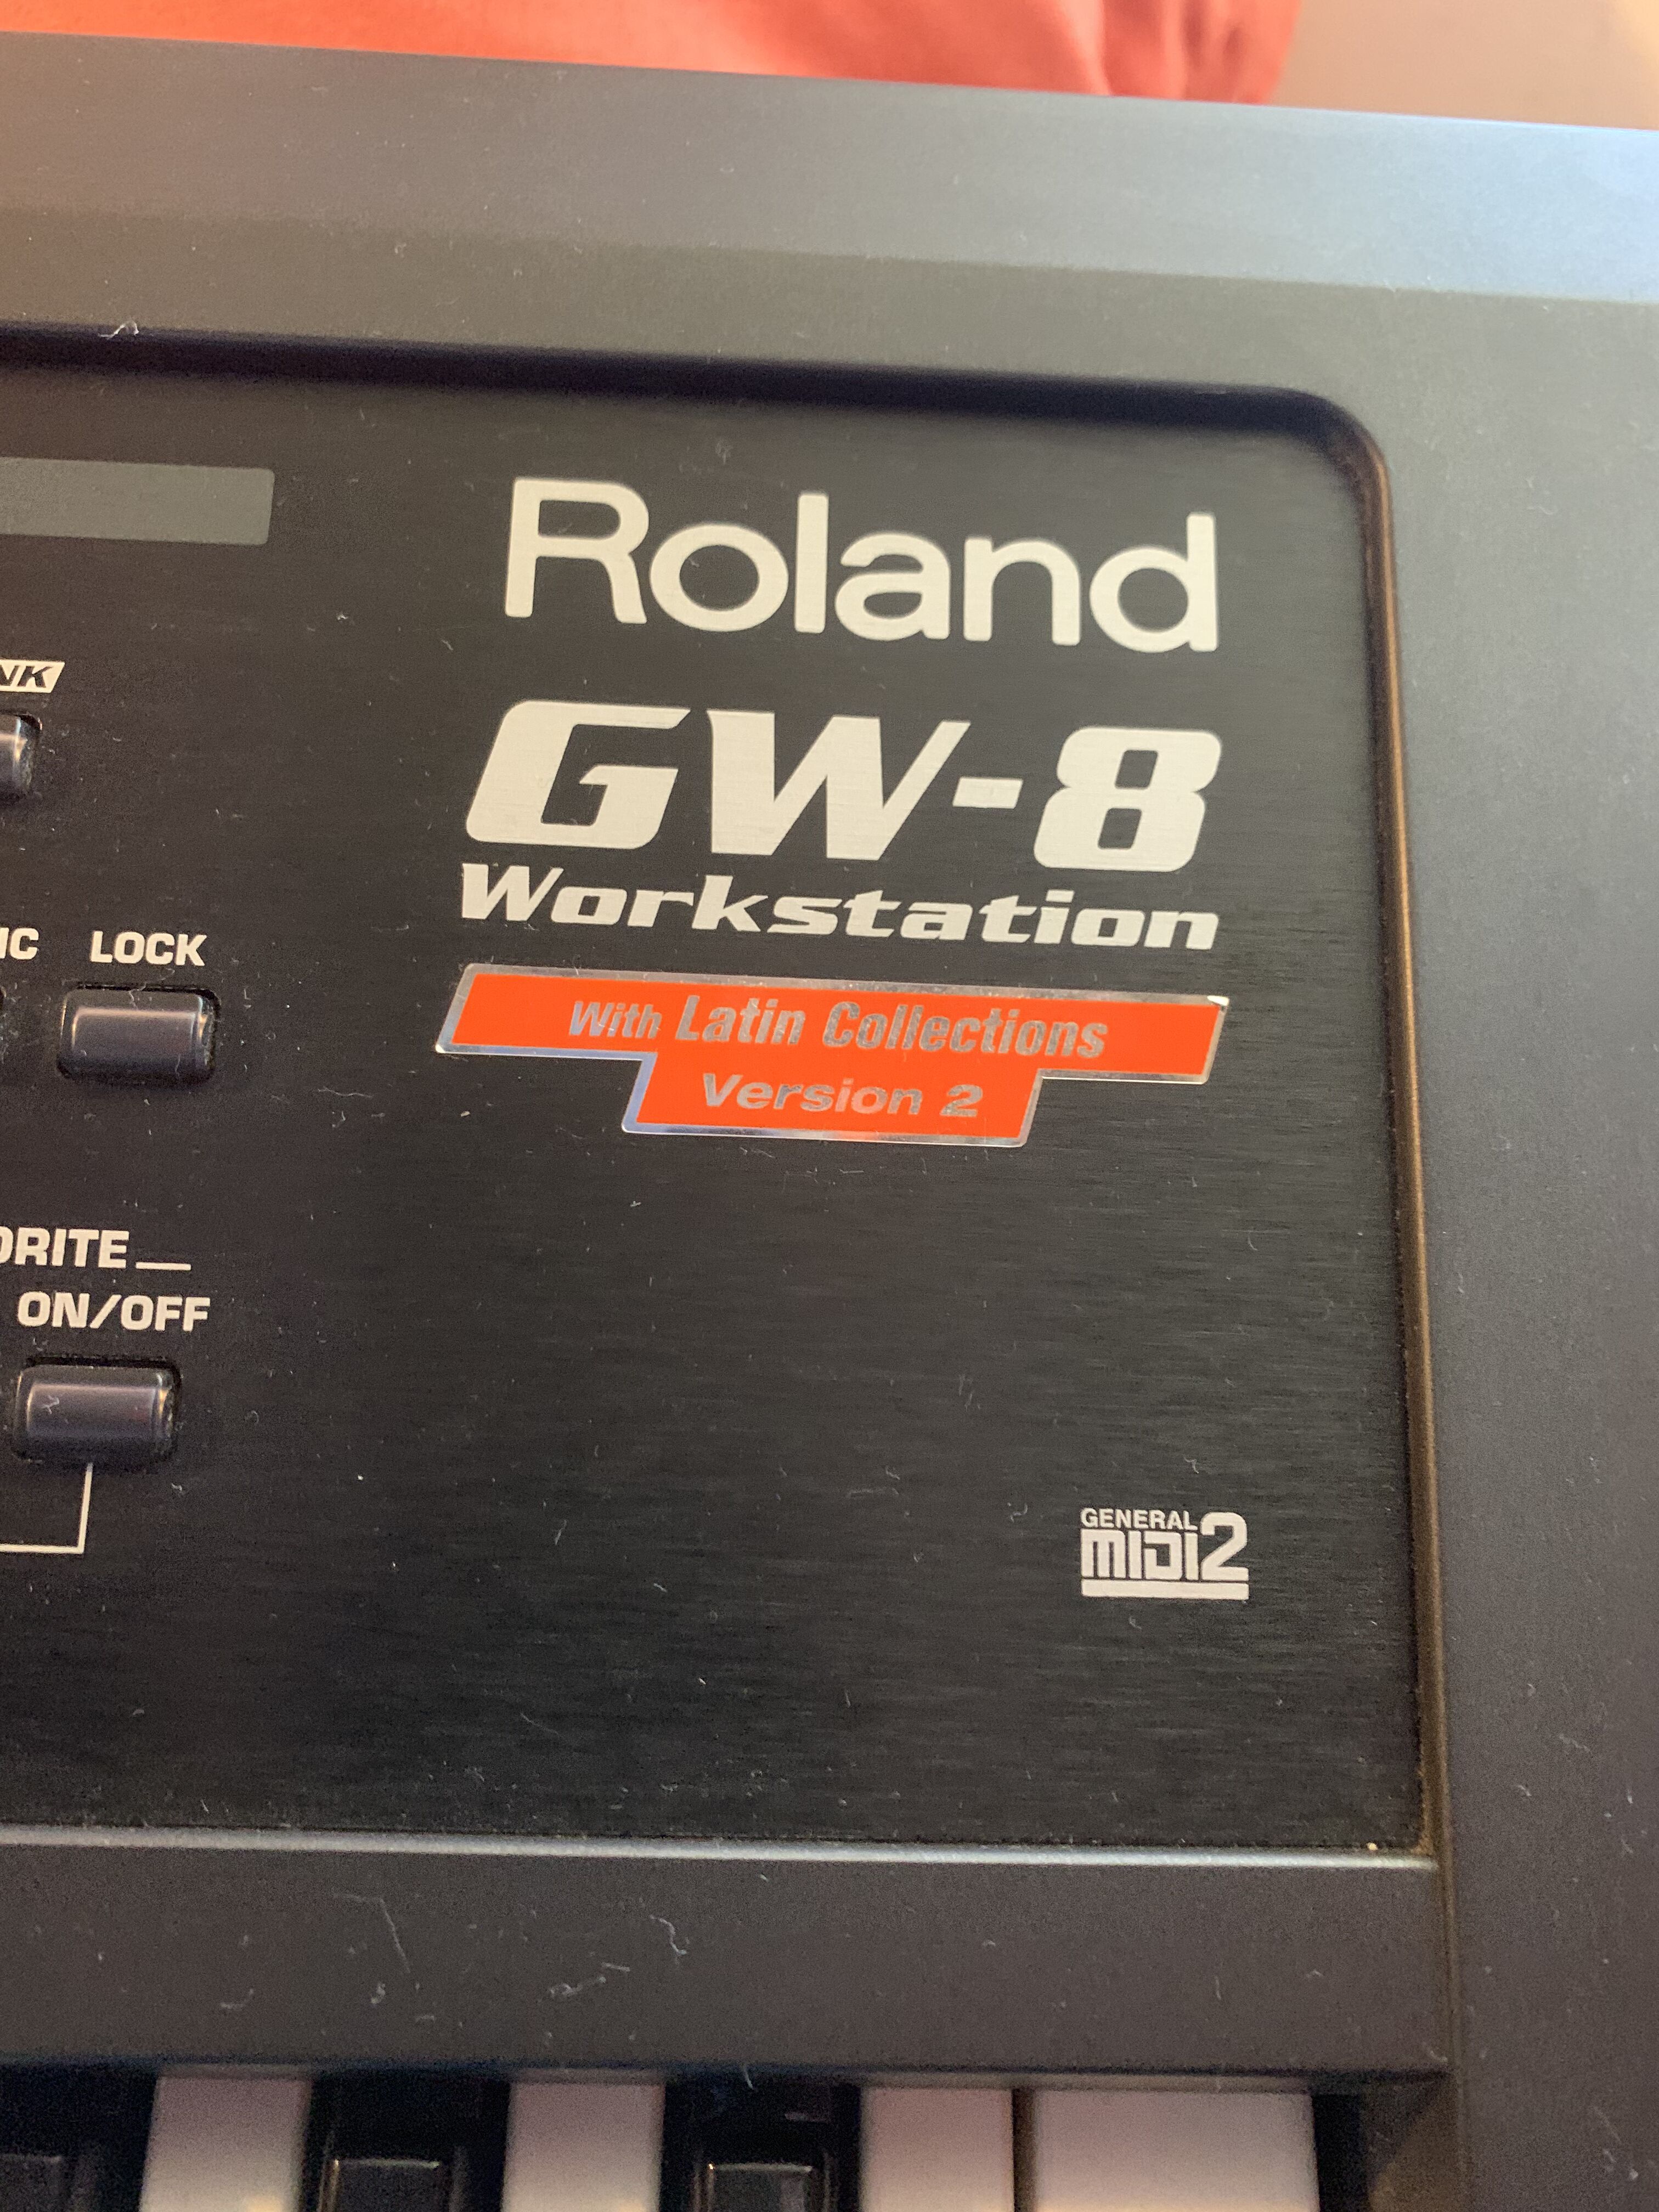 Roland
GW-8
Workstation
With Latin Collections
Version 2
LOCK
ON/OFF
GENERAL
MIDI2